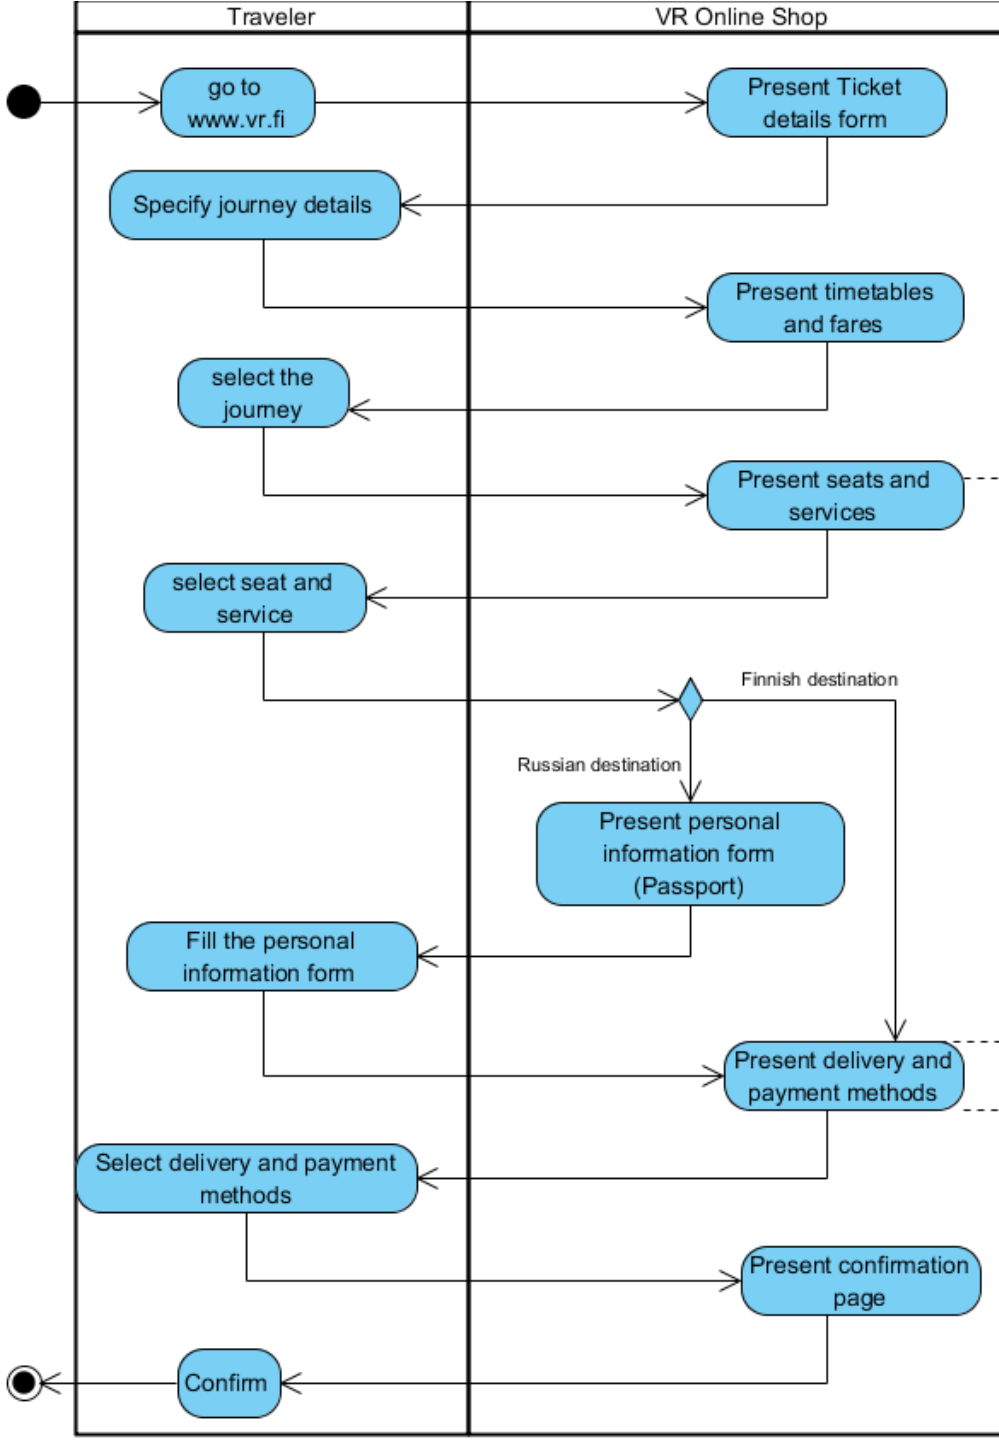 Traveler
VR Online Shop
go to
www.vr.fi
Present Ticket
details form
Specify journey details
Present timetables
and fares
select the
journey
Present seats and
services
select seat and
service
Finnish destination
Russian destination
Present personal
information form
(Passport)
Fill the personal
information form
Present delivery and
payment methods
Select delivery and payment
methods
Present confirmation
page
Confirm